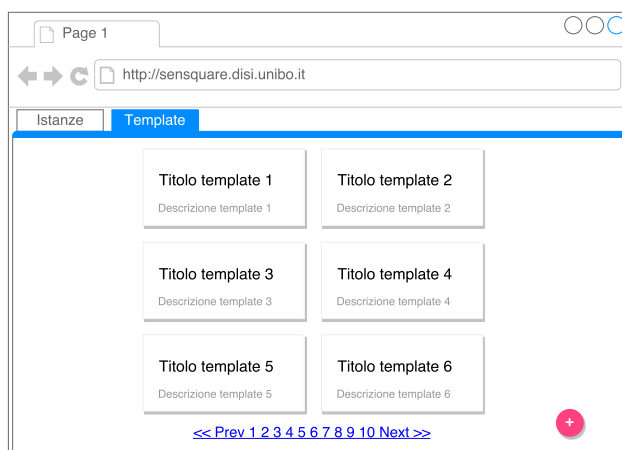 Page 1
http://sensquare.disi.unibo.it
Istanze Template
Titolo template 1 Titolo template 2
Descrizione template 1 Descrizione template 2
Titolo template 3 Titolo template 4
Descrizione template 3 Descrizione template 4
Titolo template 5 Titolo template 6
Descrizione template 5 Descrizione template 6
<< Prev 1 2 3 4 5 6 7 8 9 10 Next >>
+